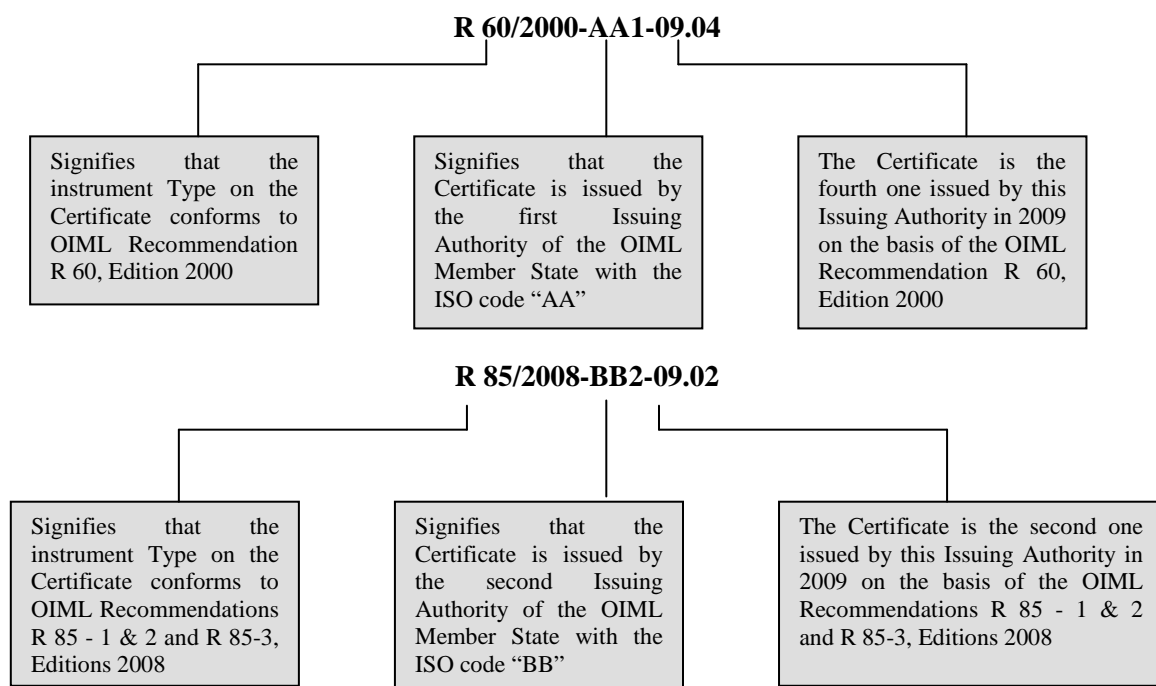 R 60/2000-AA1-09.04
Signifies that the
instrument Type on the
Certificate conforms to
OIML Recommendation
R 60, Edition 2000
Signifies that the
Certificate is issued by
the first Issuing
Authority of the OIML
Member State with the
ISO code “AA”
The Certificate is the
fourth one issued by this
Issuing Authority in 2009
on the basis of the OIML
Recommendation R 60,
Edition 2000
R 85/2008-BB2-09.02
Signifies that the
instrument Type on the
Certificate conforms to
OIML Recommendations
R 85 - 1 & 2 and R 85-3,
Editions 2008
Signifies that the
Certificate is issued by
the second Issuing
Authority of the OIML
Member State with the
ISO code “BB”
The Certificate is the second one
issued by this Issuing Authority in
2009 on the basis of the OIML
Recommendations R 85 - 1 & 2
and R 85-3, Editions 2008